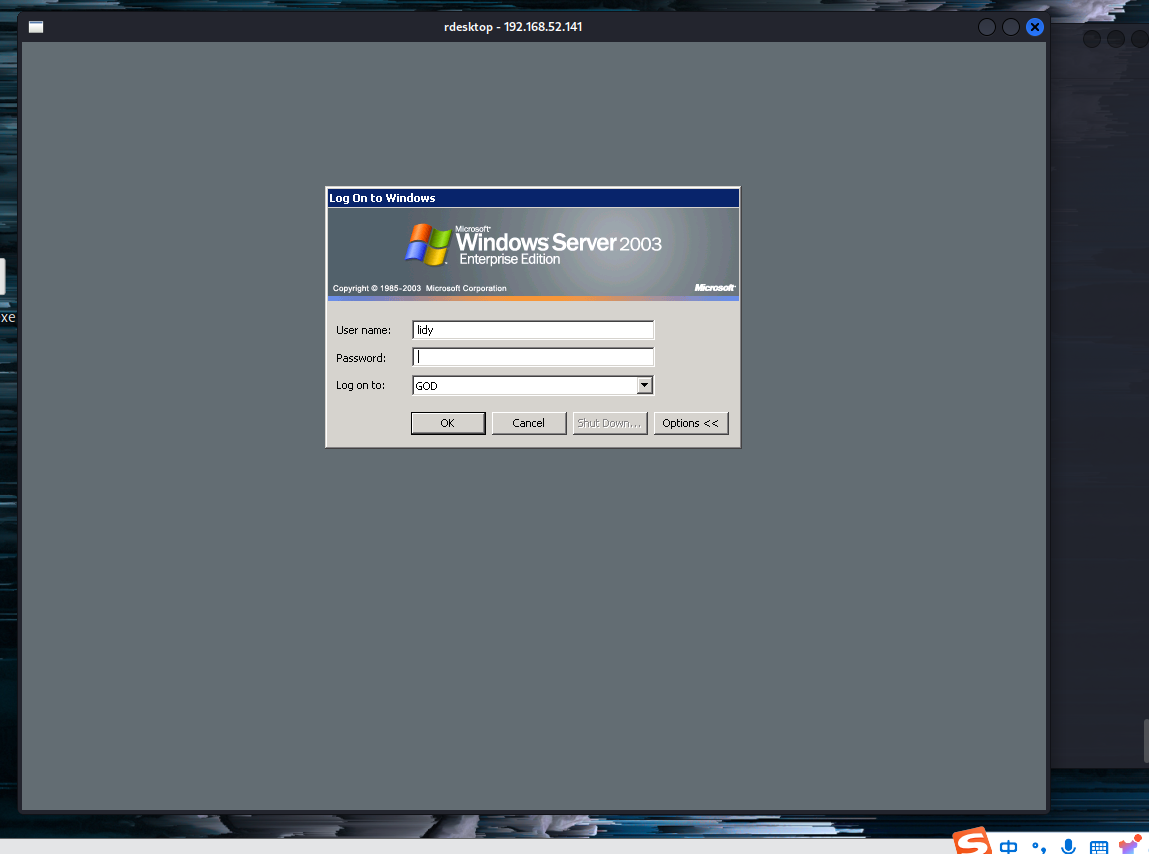 rdesktop - 192.168.52.141
Log On to Windows
Microsoft
Windows Server 2003
Enterprise Edition
Copyright © 1985-2003 Microsoft Corporation
Microsoft
User name:
lidy
Password:
Log on to:
GOD
OK
Cancel
Shut Down...
Options <<
xe
S
中